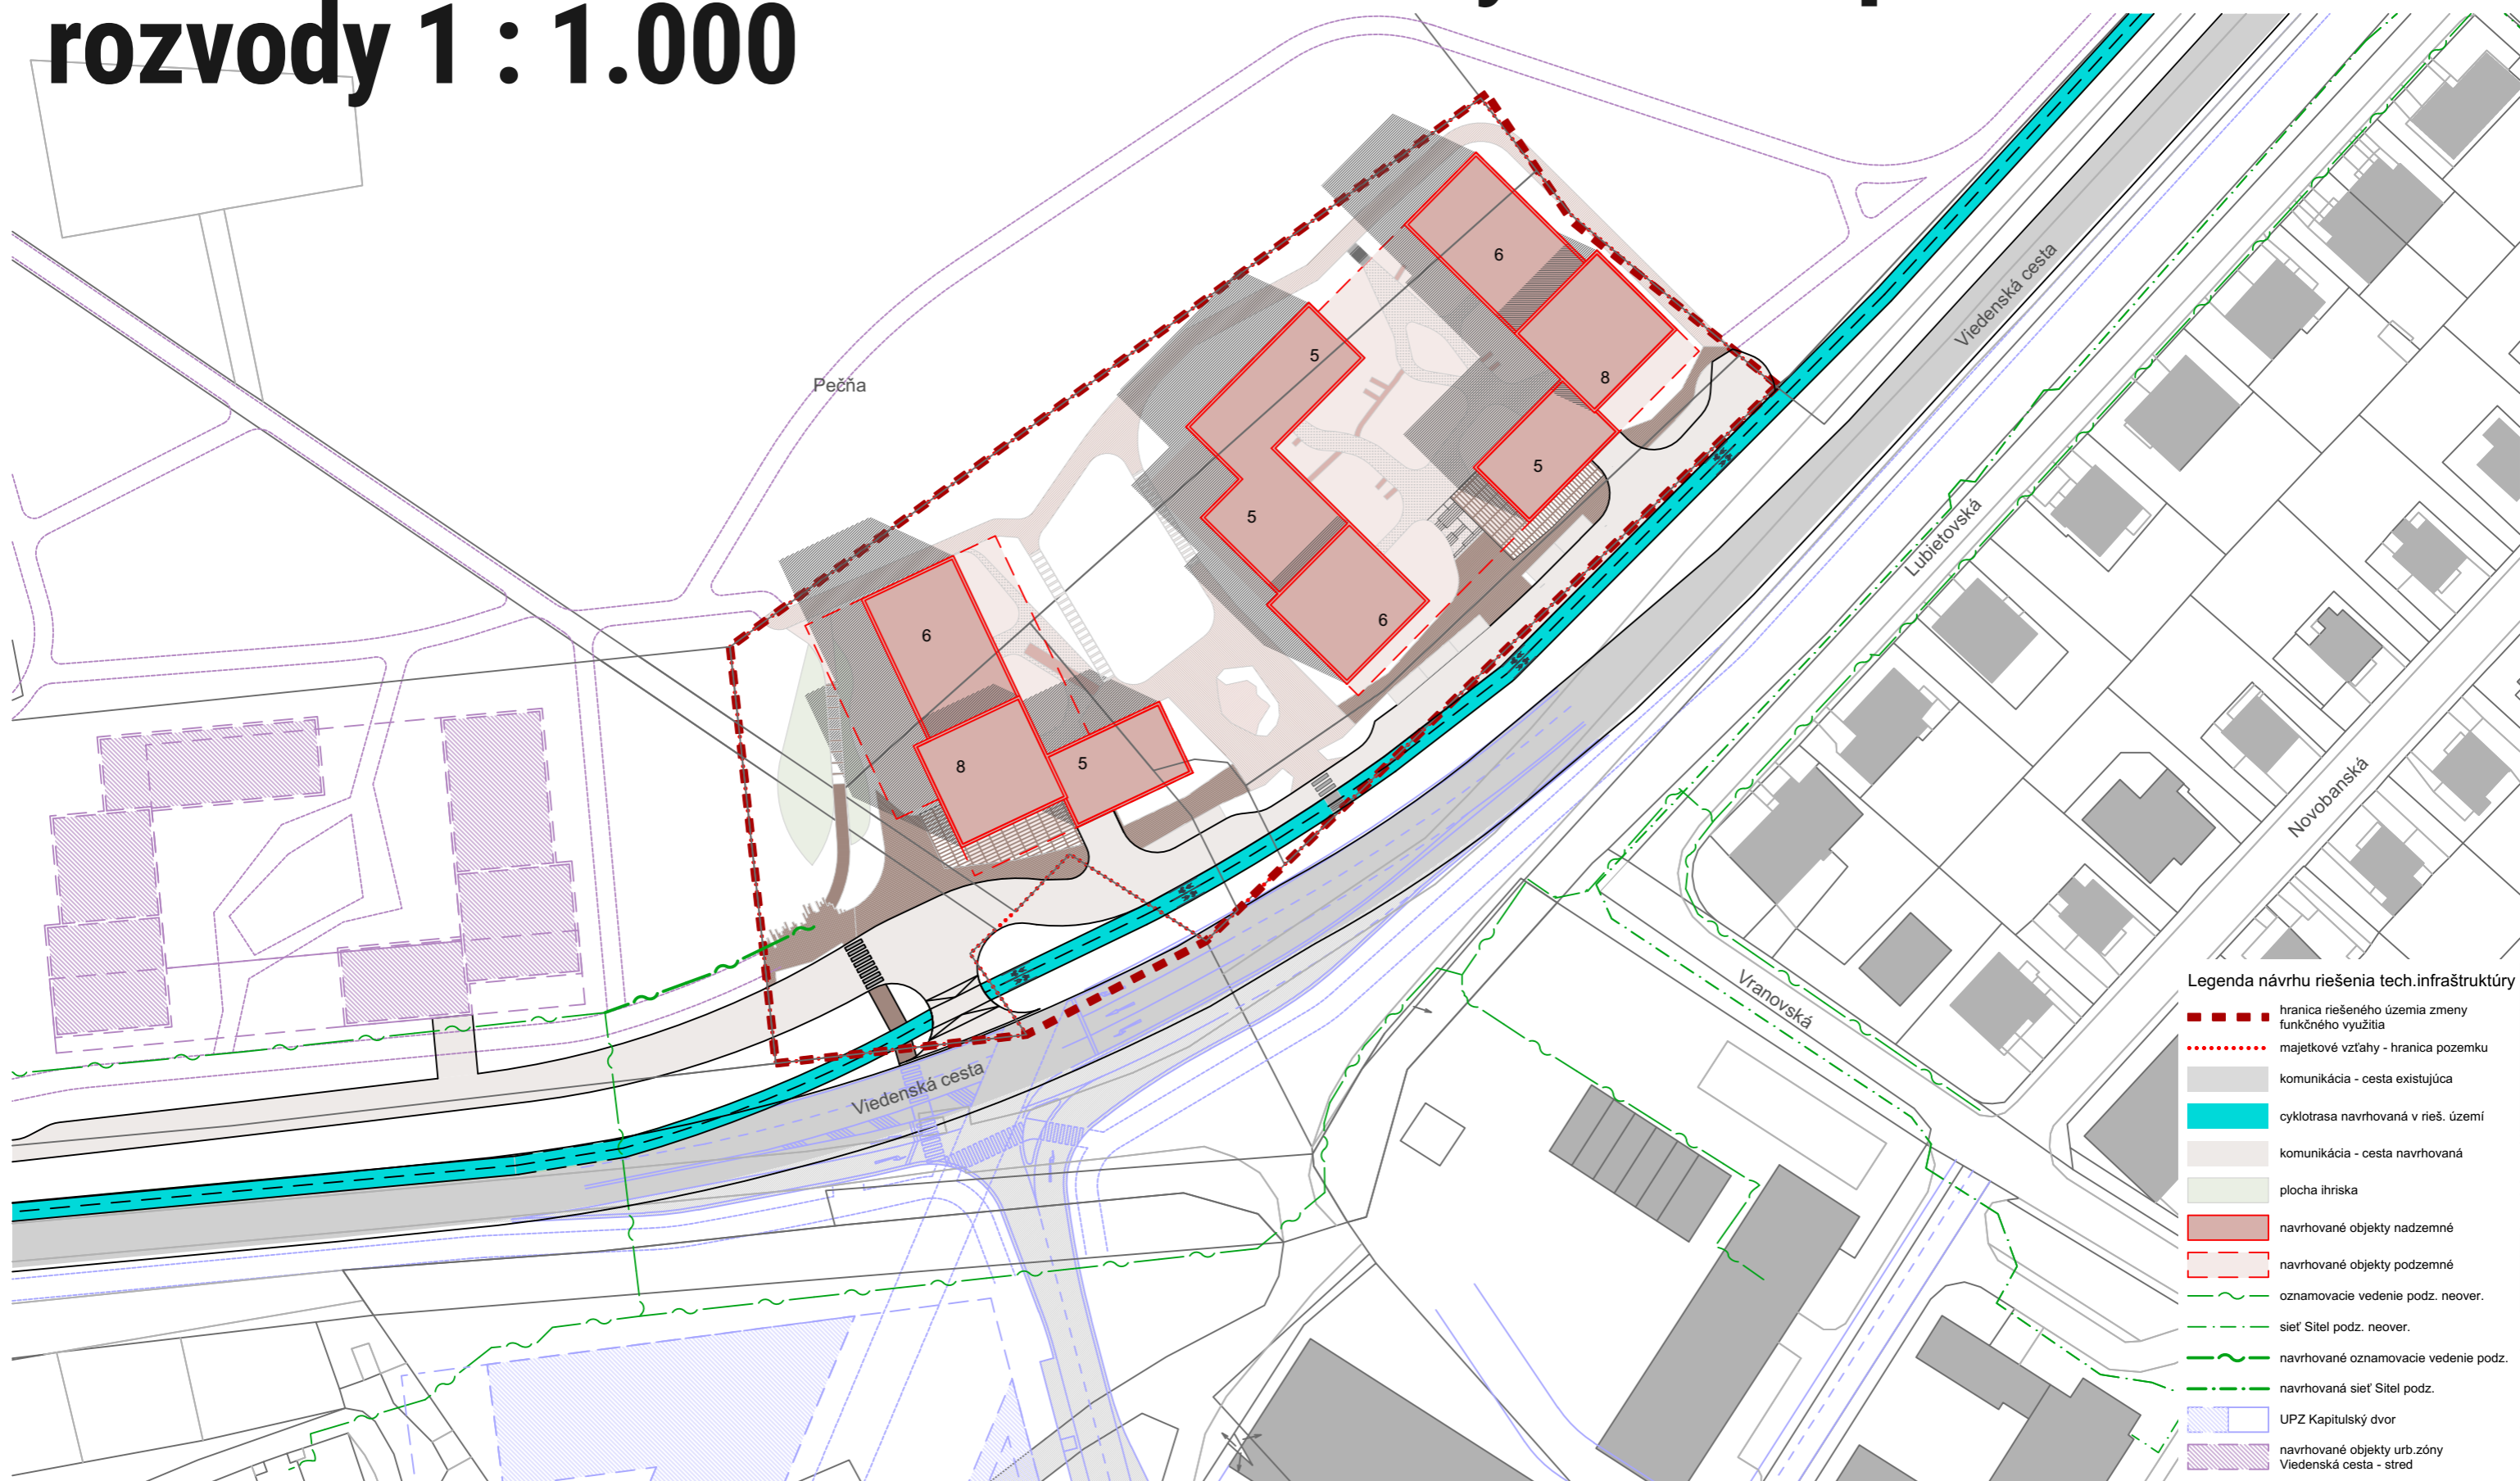 rozvody 1 : 1.000
Pečňa
Viedenská cesta
6
8
5
5
5
6
6
8
5
Lubietovská
Novobanská
Vranovská
Viedenská cesta
Legenda návrhu riešenia tech.infraštruktúry
hranica riešeného územia zmeny
funkčného využitia
majetkové vzťahy - hranica pozemku
komunikácia - cesta existujúca
cyklotrasa navrhovaná v rieš. území
komunikácia - cesta navrhovaná
plocha ihriska
navrhované objekty nadzemné
navrhované objekty podzemné
oznamovacie vedenie podz. neover.
sieť Sitel podz. neover.
navrhované oznamovacie vedenie podz.
navrhovaná sieť Sitel podz.
UPZ Kapitulský dvor
navrhované objekty urb.zóny
Viedenská cesta - stred